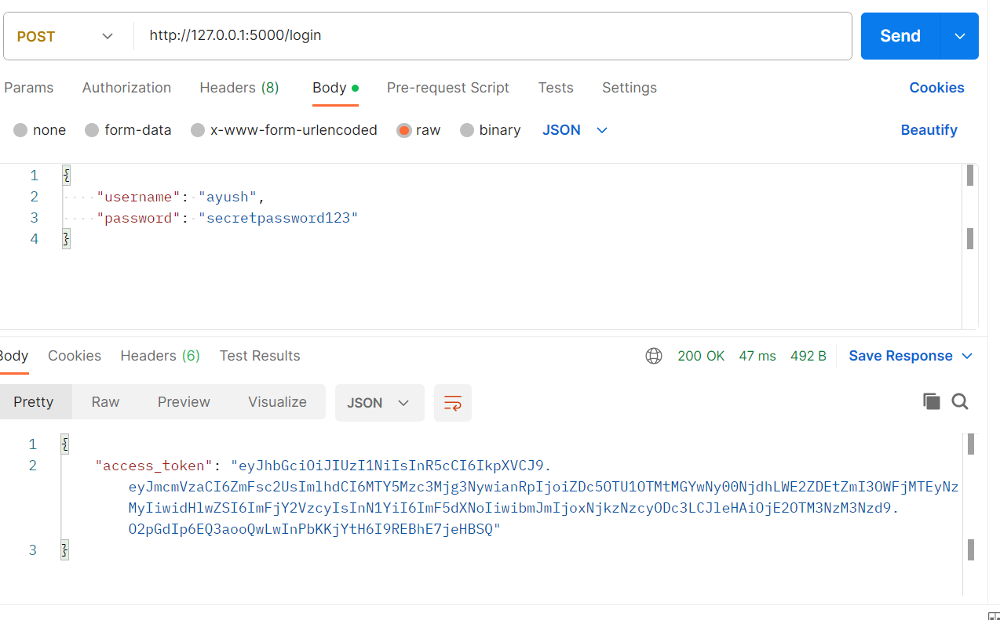 POST http://127.0.0.1:5000/login Send
Params Authorization Headers (8) Body Pre-request Script Tests Settings Cookies
none form-data x-www-form-urlencoded raw binary JSON Beautify
1 {
2 "username": "ayush",
3 "password": "secretpassword123"
4 }
Body Cookies Headers (6) Test Results 200 OK 47 ms 492 B Save Response
Pretty Raw Preview Visualize JSON
1 {
2 "access_token": "eyJhbGciOiJIUzI1NiIsInR5cCI6IkpXVCJ9.
eyJmcmVzaCI6ZmFsc2UsImlhdCI6MTY5Mzc3Mjg3NywianRpIjoiZDc5OTU1OTMtMGYwNy00NjdhLWE2ZDEtZmI3OWFjMTEyNz
MyIiwidHlwZSI6ImFjY2VzcyIsInN1YiI6ImF5dXNoIiwibmJmIjoxNjkzNzcyODc3LCJleHAiOjE2OTM3NzM3Nzd9.
O2pGdIp6EQ3aooQwLwInPbKKjYtH6I9REBhE7jeHBSQ"
3 }